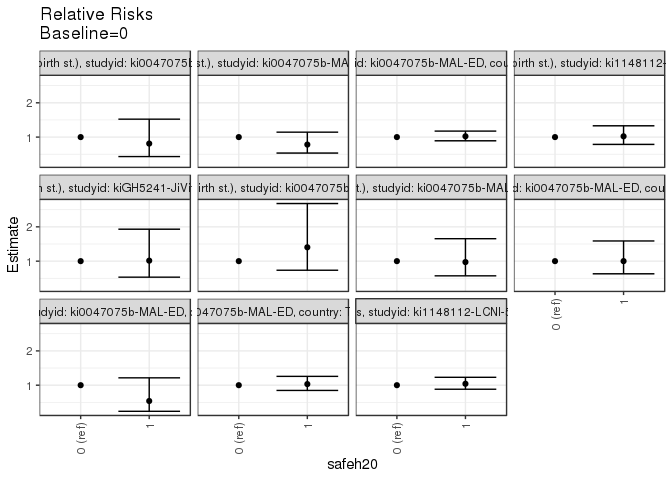 Relative Risks
Baseline=0
birth st.), studyid: ki0047075b
st.), studyid: ki0047075b-MA
id: ki0047075b-MAL-ED, cou
birth st.), studyid: ki1148112-
h st.), studyid: kiGH5241-JiVi
irth st.), studyid: ki0047075b
t.), studyid: ki0047075b-MAL
d: ki0047075b-MAL-ED, cou
udyid: ki0047075b-MAL-ED,
0047075b-MAL-ED, country: T
s, studyid: ki1148112-LCNI-5
2
1
2
1
2
1
Estimate
0 (ref)
1
0 (ref)
1
0 (ref)
1
0 (ref)
1
safeh20